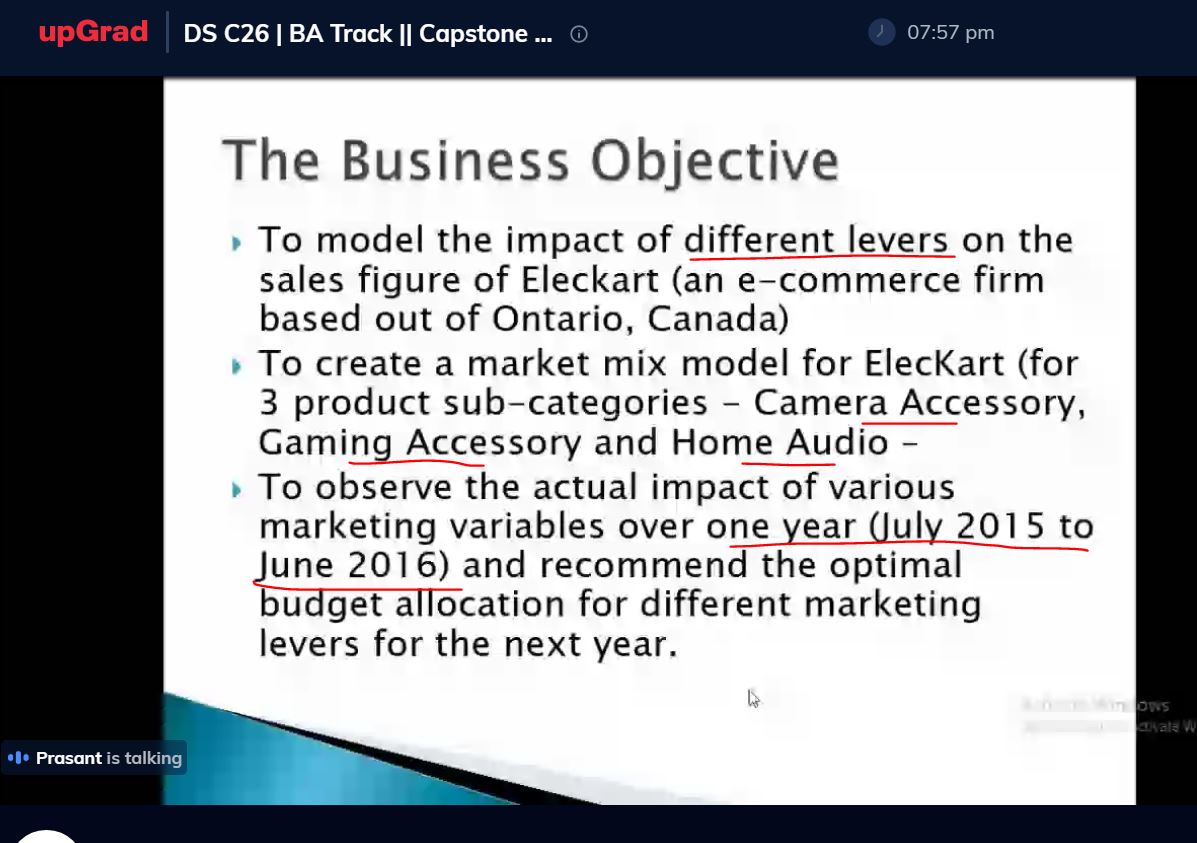 upGrad
DS C26 | BA Track || Capstone ...
07:57 pm
The Business Objective
To model the impact of different levers on the
sales figure of Eleckart (an e-commerce firm
based out of Ontario, Canada)
To create a market mix model for ElecKart (for
3 product sub-categories - Camera Accessory,
Gaming Accessory and Home Audio -
To observe the actual impact of various
marketing variables over one year (July 2015 to
June 2016) and recommend the optimal
budget allocation for different marketing
levers for the next year.
Prasant is talking